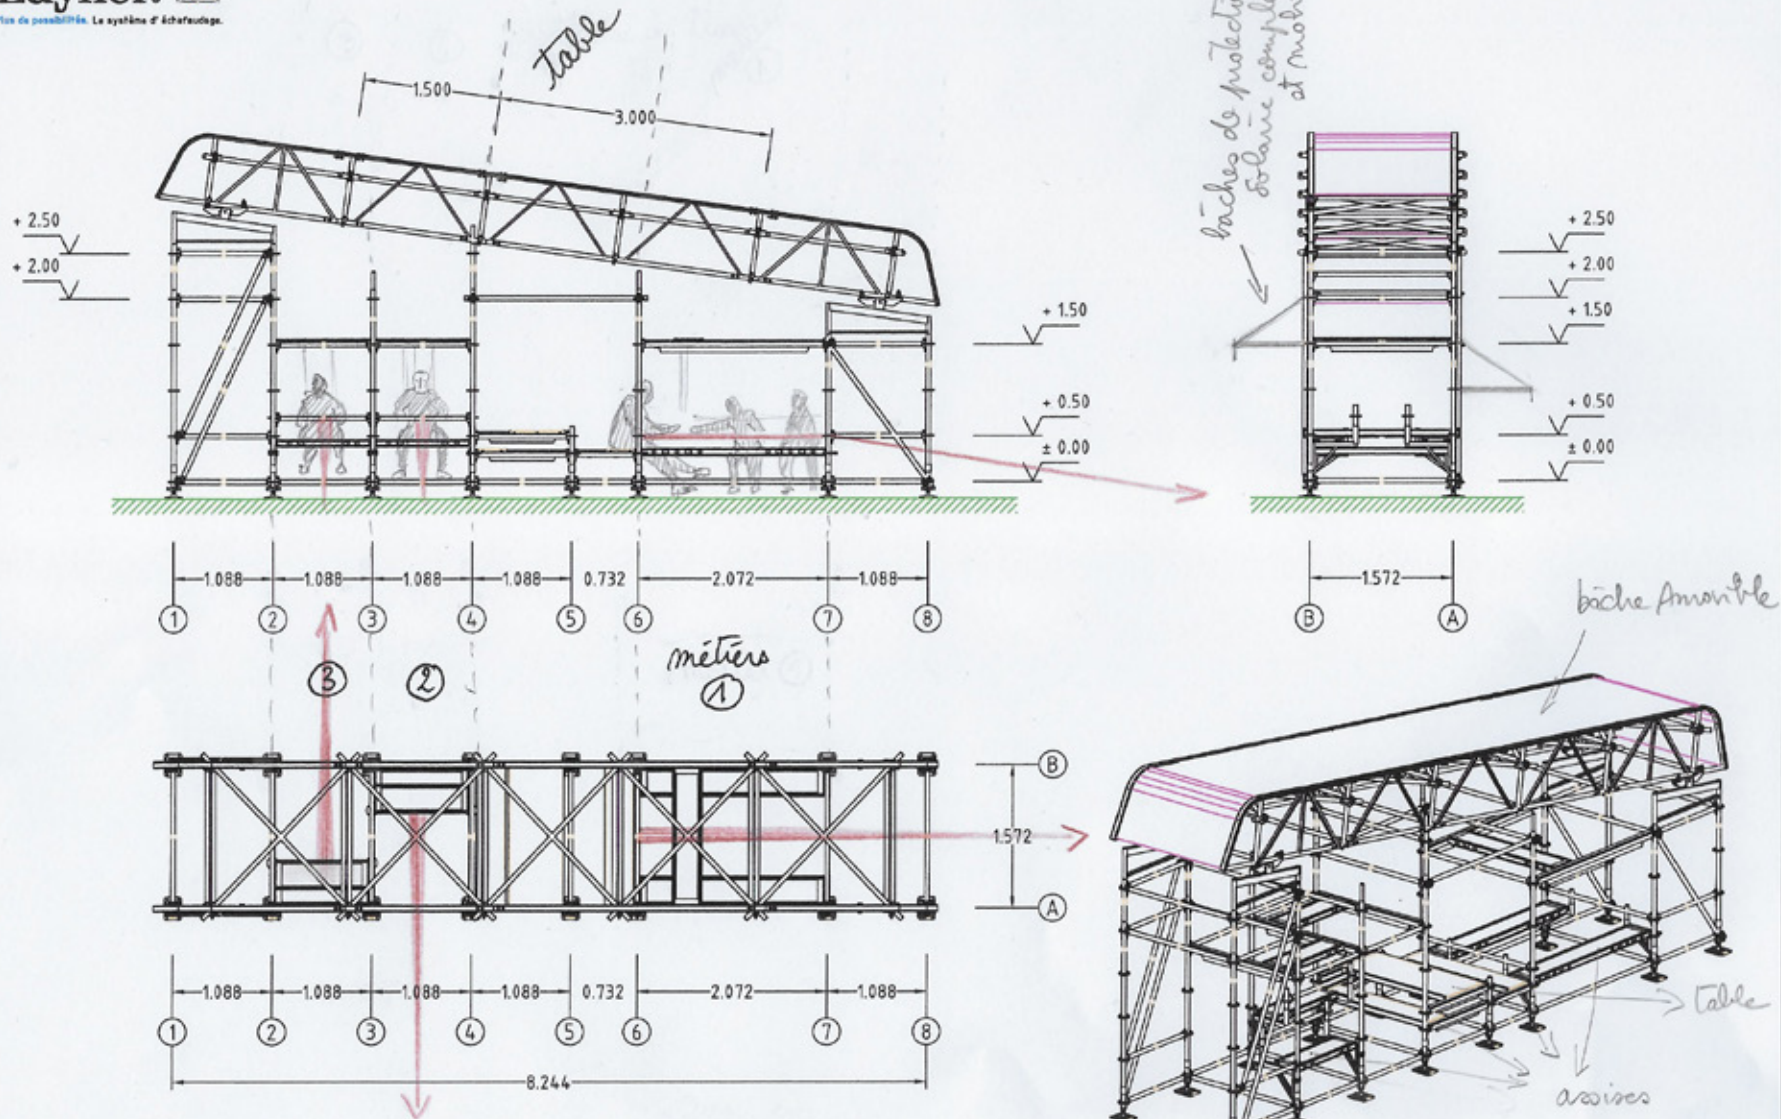 Plus de possibilités. Le système d'échafaudage.
table
1.500
3.000
bâches de protection
solaire
et
+ 2.50
+ 2.00
+ 1.50
+ 0.50
± 0.00
+ 2.50
+ 2.00
+ 1.50
+ 0.50
± 0.00
1.088 1.088 1.088 1.088 0.732 2.072 1.088
1 2 3 4 5 6 7 8
1.572
B A
bâche Amovible
métiers
3 2 1
B
1.572
A
1.088 1.088 1.088 1.088 0.732 2.072 1.088
1 2 3 4 5 6 7 8
8.244
table
assises